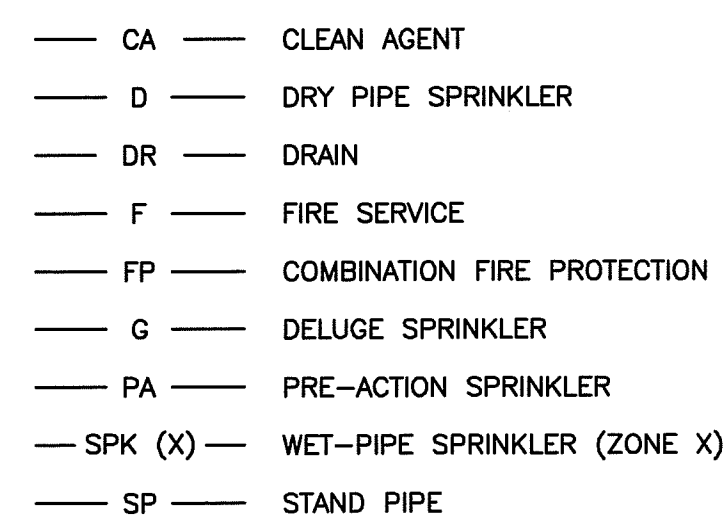 CA CLEAN AGENT
D DRY PIPE SPRINKLER
DR DRAIN
F FIRE SERVICE
FP COMBINATION FIRE PROTECTION
G DELUGE SPRINKLER
PA PRE-ACTION SPRINKLER
SPK (X) WET-PIPE SPRINKLER (ZONE X)
SP STAND PIPE